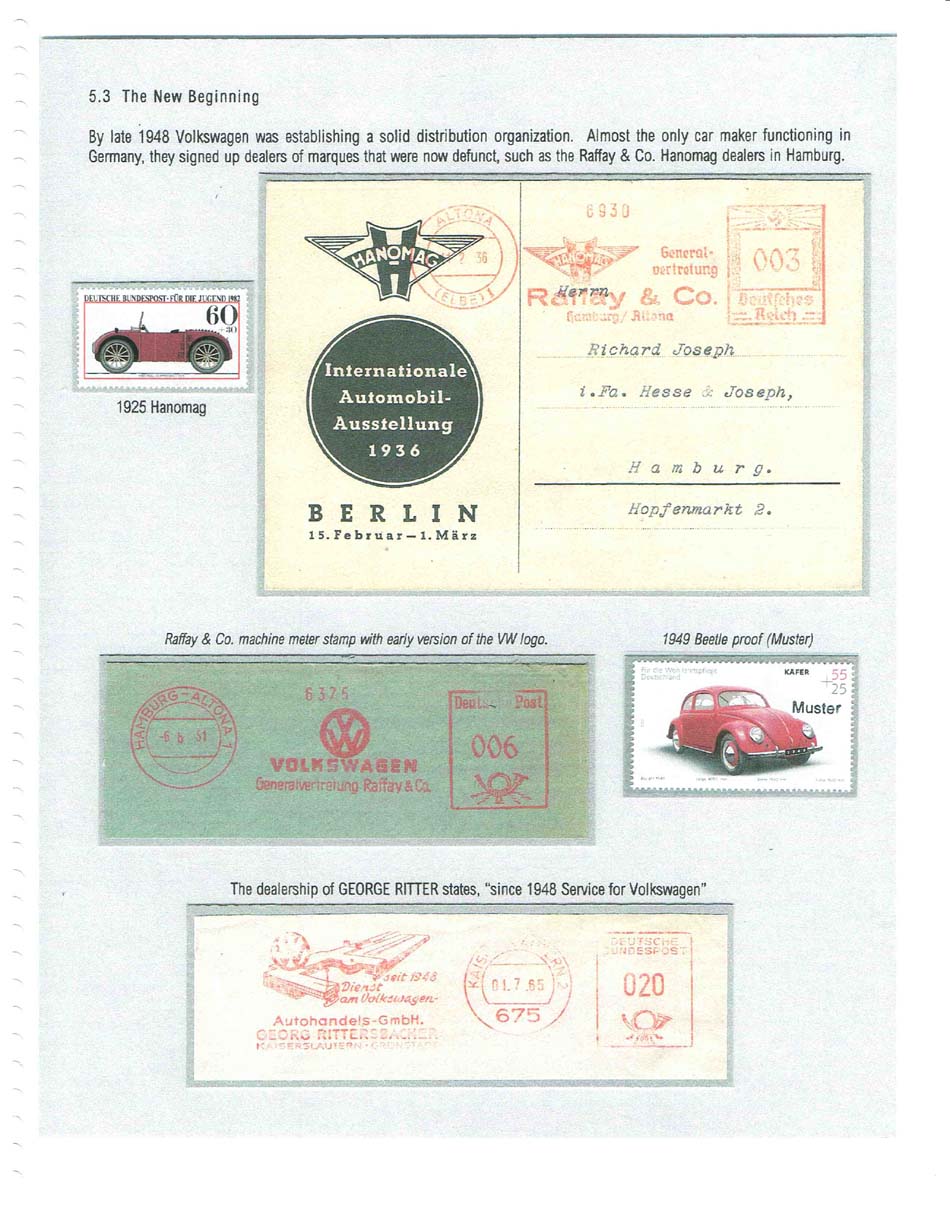 5.3 The New Beginning
By late 1948 Volkswagen was establishing a solid distribution organization. Almost the only car maker functioning in
Germany, they signed up dealers of marques that were now defunct, such as the Raffay & Co. Hanomag dealers in Hamburg.
DEUTSCHE BUNDESPOST·FÜR DIE JUGEND 1982
60
+30
1925 Hanomag
HANOMAG
ALTONA
2 36
(ELBE) 1
Internationale
Automobil-
Ausstellung
1936
BERLIN
15. Februar – 1. März
6930
HANOMAG
General-
vertretung
Raffay & Co.
Hamburg / Altona
003
Deutsches
Reich
Herrn
Richard Joseph
i.Fa. Hesse & Joseph,
Hamburg.
Hopfenmarkt 2.
Raffay & Co. machine meter stamp with early version of the VW logo.
HAMBURG-ALTONA 1
-6 5 51
6375
VW
VOLKSWAGEN
Generalvertretung Raffay & Co.
Post
006
1949 Beetle proof (Muster)
Für die Wohlfahrtspflege
Deutschland
KÄFER
55
+25
Muster
The dealership of GEORGE RITTER states, "since 1948 Service for Volkswagen"
seit 1948
Dienst
am Volkswagen-
Autohandels-GmbH.
GEORG RITTERSBACHER
KAISERSLAUTERN · GRÜNSTADT
01.7.65
675
DEUTSCHE
BUNDESPOST
020